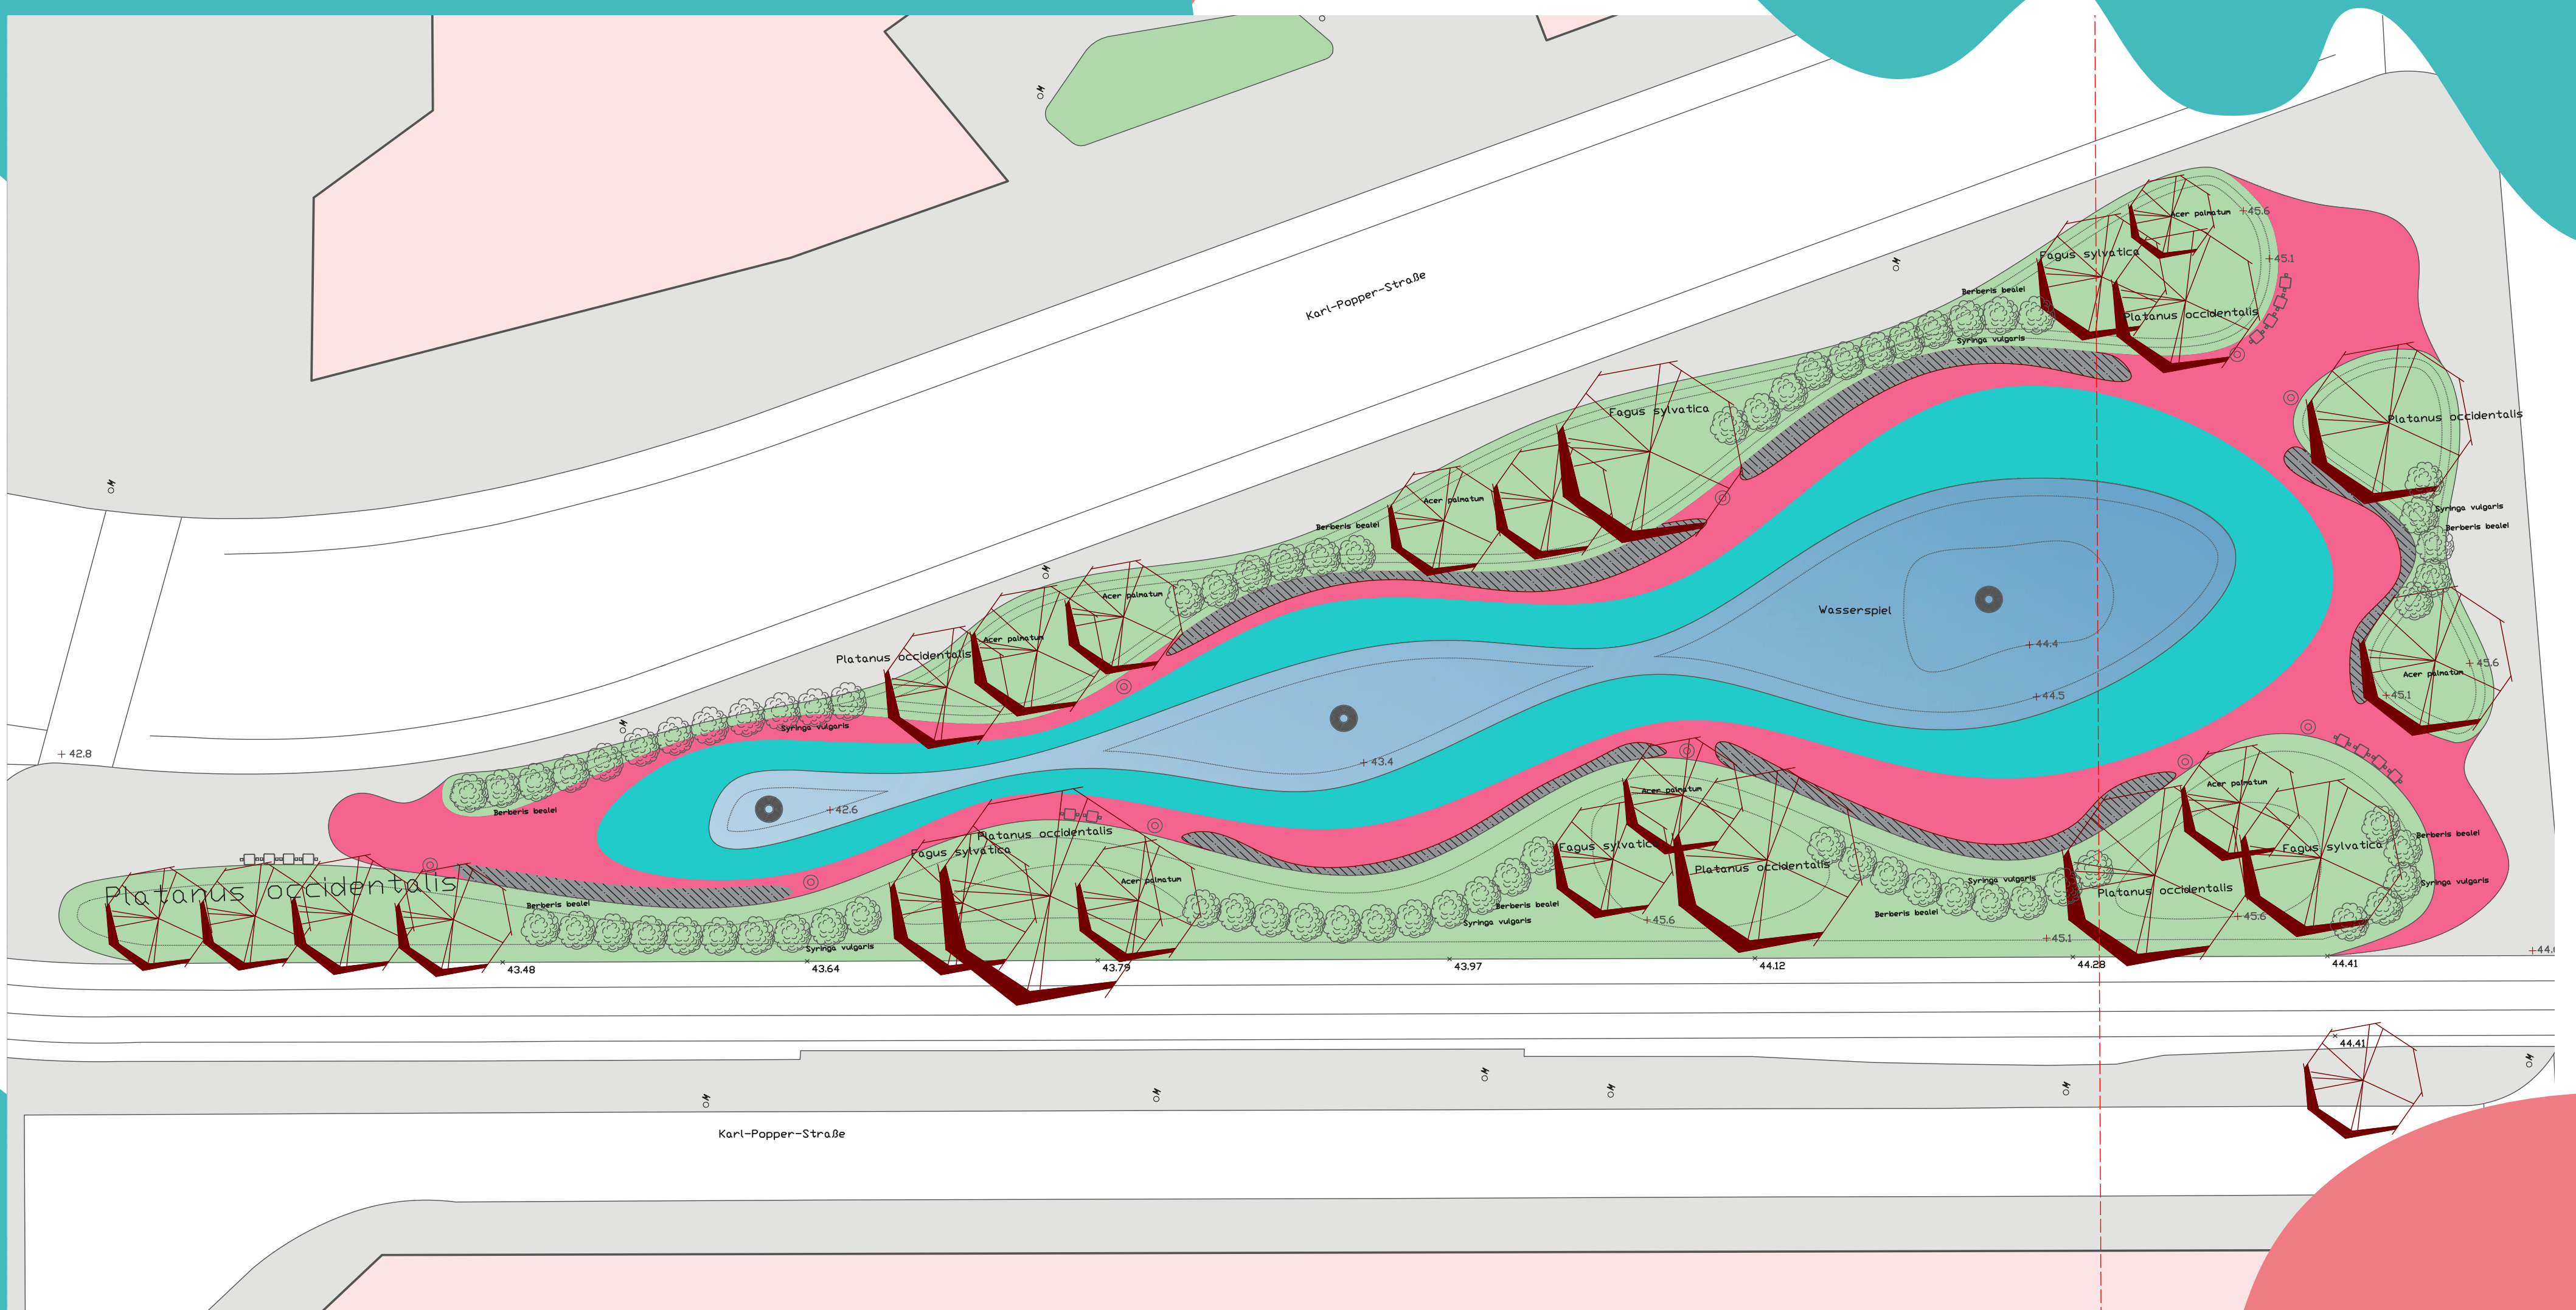 Acer palmatum
+45.6
Fagus sylvatica
+45.1
Karl-Popper-Straße
Berberis bealei
Platanus occidentalis
Syringa vulgaris
Fagus sylvatica
Platanus occidentalis
Acer palmatum
Syringa vulgaris
Berberis bealei
Berberis bealei
Acer palmatum
Wasserspiel
Acer palmatum
+44.4
Platanus occidentalis
+45.6
Acer palmatum
+44.5
+45.1
Syringa vulgaris
+42.8
+43.4
Acer palmatum
Acer palmatum
+42.6
Berberis bealei
Platanus occidentalis
Berberis bealei
Fagus sylvatica
Fagus sylvatica
Fagus sylvatica
Platanus occidentalis
Acer palmatum
Syringa vulgaris
Syringa vulgaris
Platanus occidentalis
Platanus occidentalis
Berberis bealei
Berberis bealei
Berberis bealei
+45.6
+45.6
Syringa vulgaris
Syringa vulgaris
+45.1
43.48
43.64
43.79
43.97
44.12
44.28
44.41
44.41
Karl-Popper-Straße